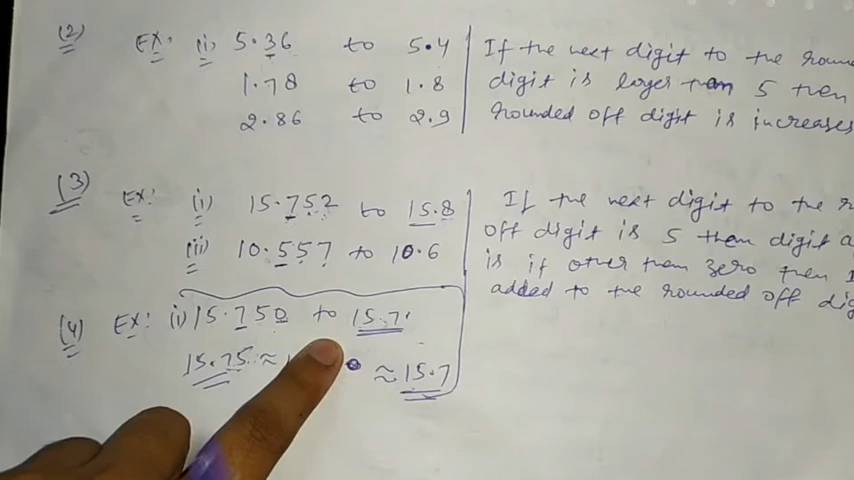 (2) Ex: (i) 5.36 to 5.4
1.78 to 1.8
2.86 to 2.9
If the next digit to the
digit is larger than 5 then
rounded off digit is increases
(3) Ex: (i) 15.752 to 15.8
(ii) 10.557 to 10.6
If the next digit to the
off digit is 5 then digit
is if other then zero then
added to the rounded off
(4) Ex: (i) 15.750 to 15.7
15.75 ≈ ≈ 15.7